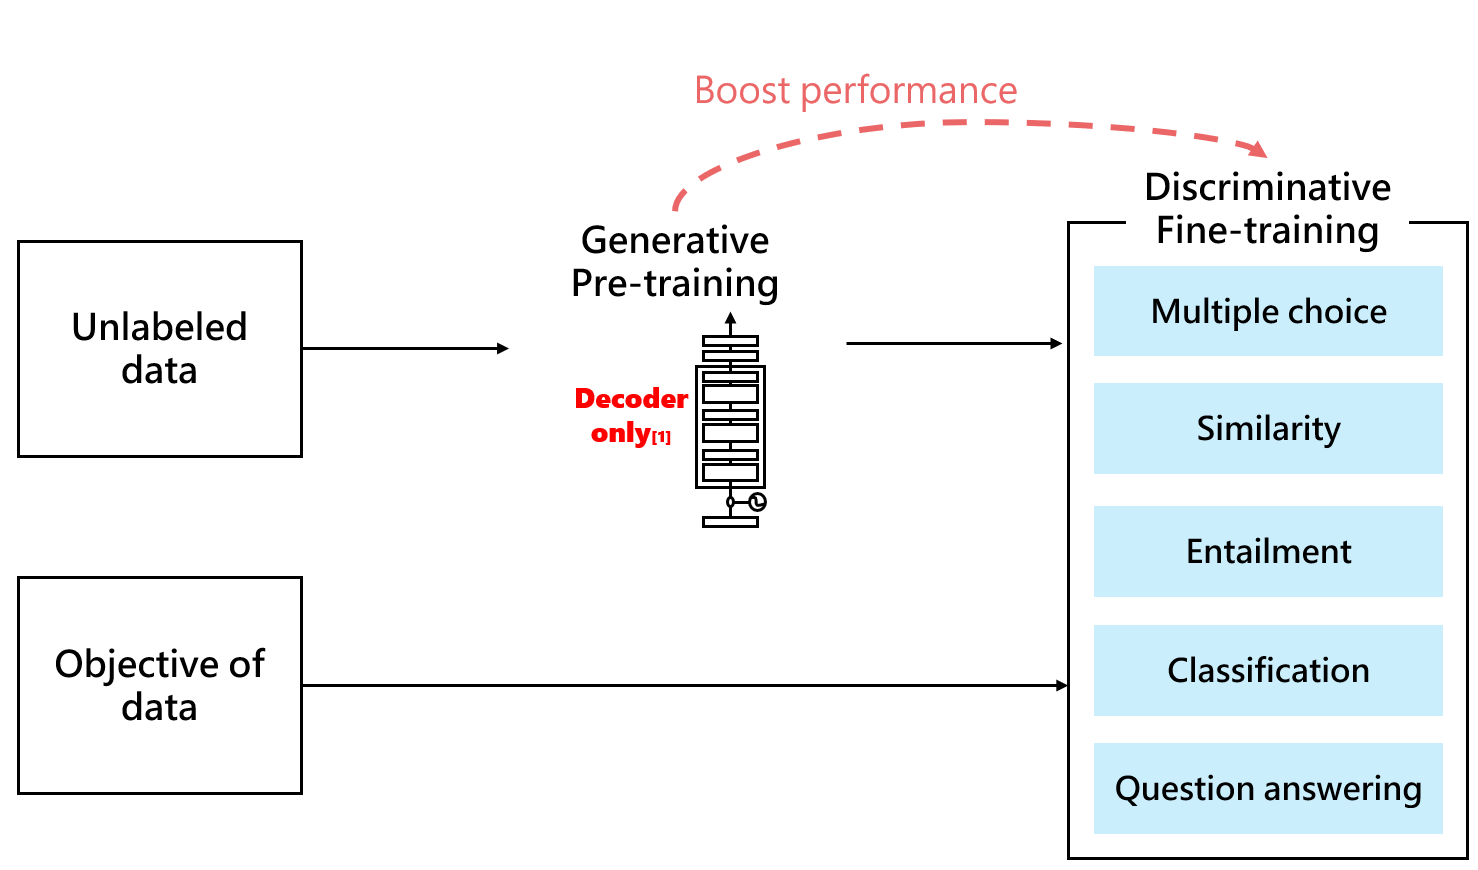 Boost performance
Discriminative
Fine-training
Generative
Pre-training
Unlabeled
data
Decoder
only[1]
Multiple choice
Similarity
Entailment
Objective of
data
Classification
Question answering